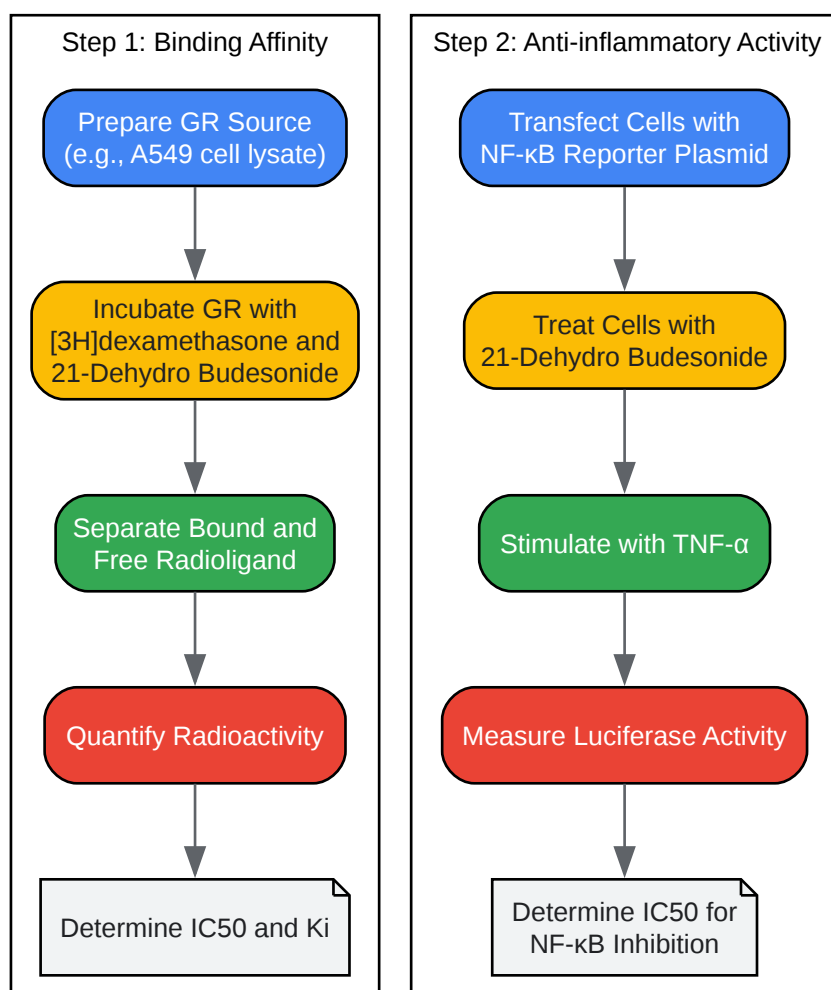 Step 1: Binding Affinity
Prepare GR Source
(e.g., A549 cell lysate)
Incubate GR with
[3H]dexamethasone and
21-Dehydro Budesonide
Separate Bound and
Free Radioligand
Quantify Radioactivity
Determine IC50 and Ki
Step 2: Anti-inflammatory Activity
Transfect Cells with
NF-κB Reporter Plasmid
Treat Cells with
21-Dehydro Budesonide
Stimulate with TNF-α
Measure Luciferase Activity
Determine IC50 for
NF-κB Inhibition